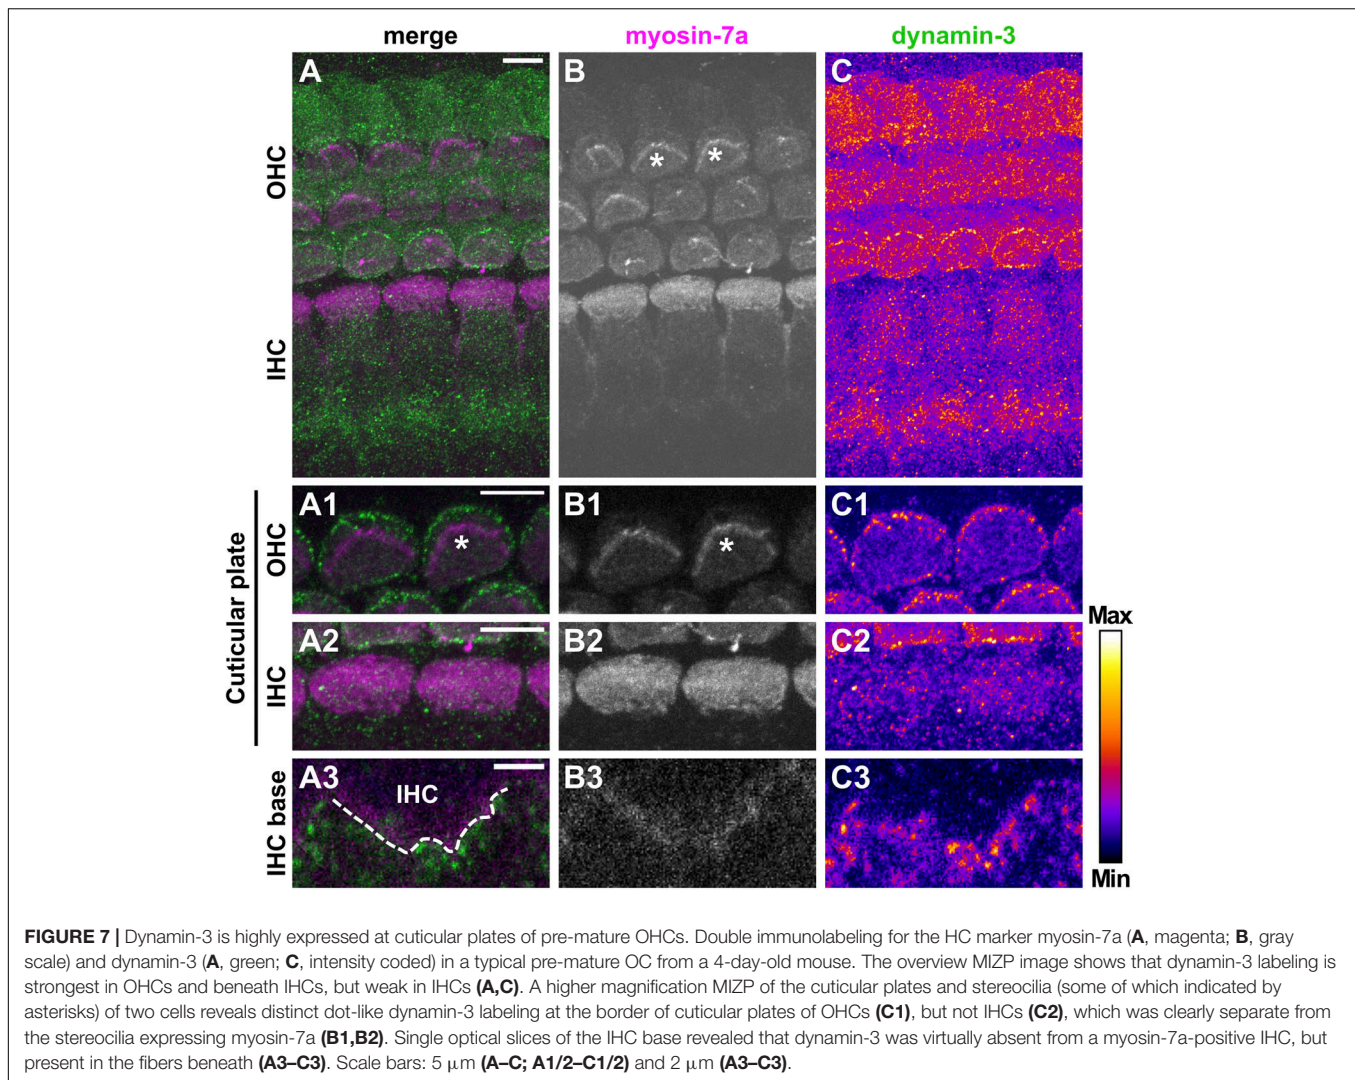 merge
myosin-7a
dynamin-3
A
B
C
OHC
IHC
*
*
Cuticular plate
OHC
A1
*
B1
*
C1
IHC
A2
B2
C2
Max
Min
IHC base
A3
IHC
B3
C3
FIGURE 7 | Dynamin-3 is highly expressed at cuticular plates of pre-mature OHCs. Double immunolabeling for the HC marker myosin-7a (A, magenta; B, gray
scale) and dynamin-3 (A, green; C, intensity coded) in a typical pre-mature OC from a 4-day-old mouse. The overview MIZP image shows that dynamin-3 labeling is
strongest in OHCs and beneath IHCs, but weak in IHCs (A,C). A higher magnification MIZP of the cuticular plates and stereocilia (some of which indicated by
asterisks) of two cells reveals distinct dot-like dynamin-3 labeling at the border of cuticular plates of OHCs (C1), but not IHCs (C2), which was clearly separate from
the stereocilia expressing myosin-7a (B1,B2). Single optical slices of the IHC base revealed that dynamin-3 was virtually absent from a myosin-7a-positive IHC, but
present in the fibers beneath (A3–C3). Scale bars: 5 μm (A–C; A1/2–C1/2) and 2 μm (A3–C3).